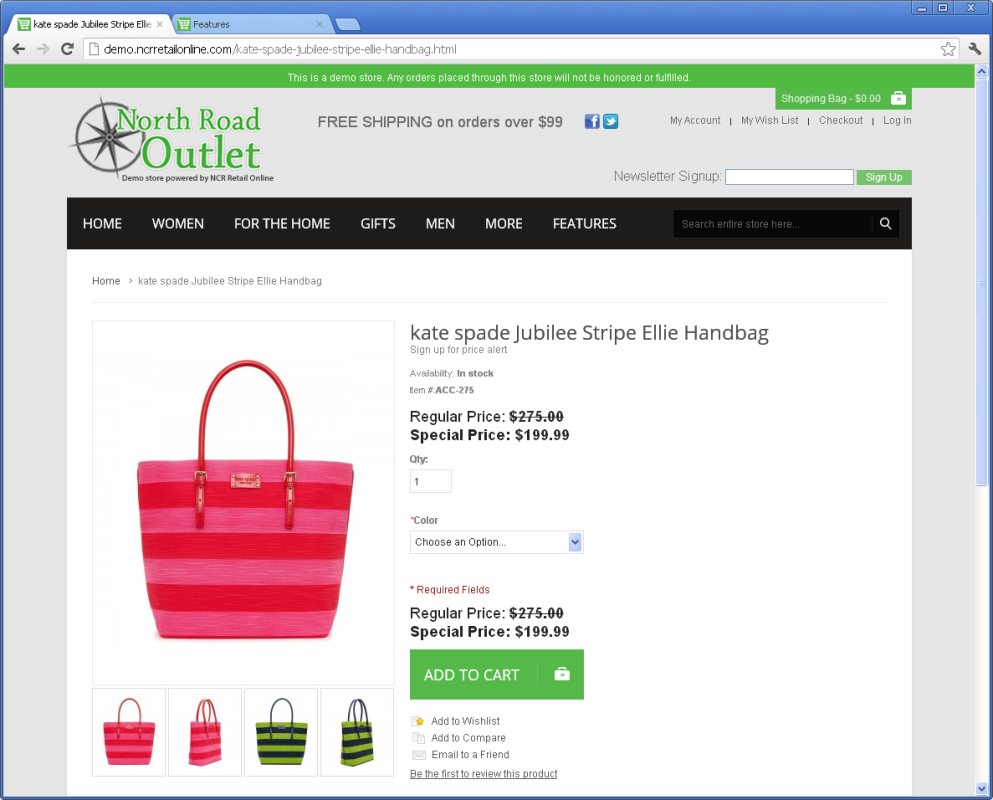 kate spade Jubilee Stripe Ellie
Features
demo.ncrretailonline.com/kate-spade-jubilee-stripe-ellie-handbag.html
This is a demo store. Any orders placed through this store will not be honored or fulfilled.
Shopping Bag - $0.00
North Road
Outlet
Demo store powered by NCR Retail Online
FREE SHIPPING on orders over $99
My Account | My Wish List | Checkout | Log In
Newsletter Signup: Sign Up
HOME WOMEN FOR THE HOME GIFTS MEN MORE FEATURES Search entire store here...
Home › kate spade Jubilee Stripe Ellie Handbag
kate spade Jubilee Stripe Ellie Handbag
Sign up for price alert
Availability: In stock
Item #:ACC-275
Regular Price: $275.00
Special Price: $199.99
Qty:
1
*Color
Choose an Option...
* Required Fields
Regular Price: $275.00
Special Price: $199.99
ADD TO CART
Add to Wishlist
Add to Compare
Email to a Friend
Be the first to review this product